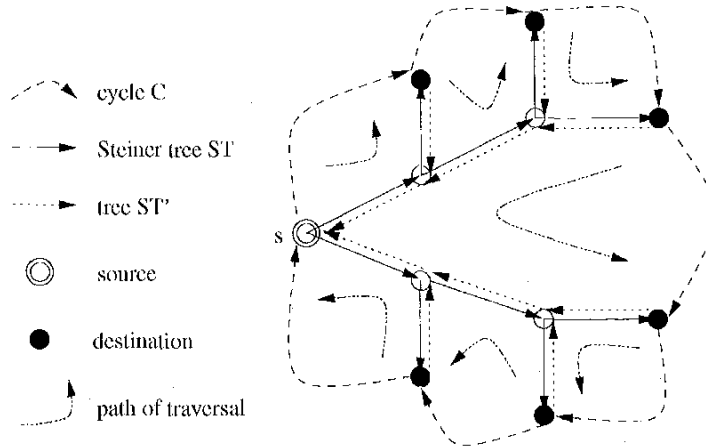 cycle C
Steiner tree ST
tree ST'
s
source
destination
path of traversal